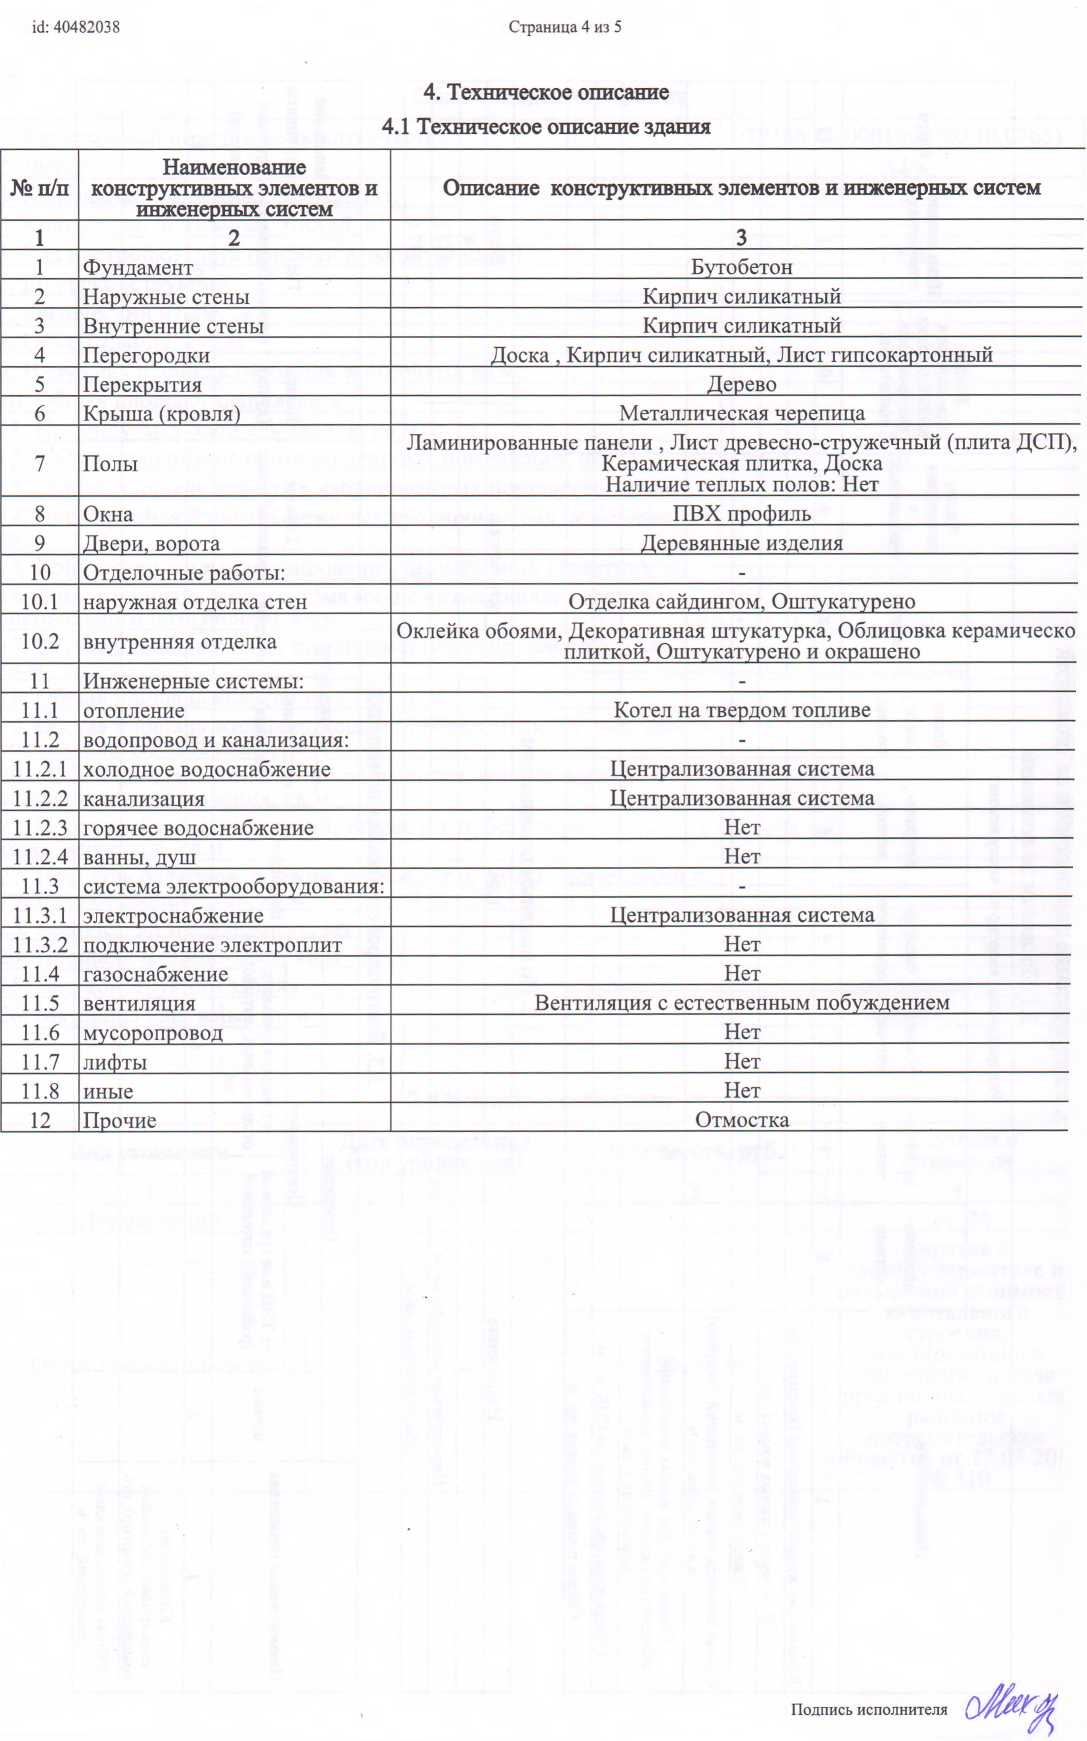 id: 40482038
Страница 4 из 5
4. Техническое описание
4.1 Техническое описание здания
№ п/п
Наименование
конструктивных элементов и
инженерных систем
Описание конструктивных элементов и инженерных систем
1 2 3
1 Фундамент Бутобетон
2 Наружные стены Кирпич силикатный
3 Внутренние стены Кирпич силикатный
4 Перегородки Доска , Кирпич силикатный, Лист гипсокартонный
5 Перекрытия Дерево
6 Крыша (кровля) Металлическая черепица
7 Полы
Ламинированные панели , Лист древесно-стружечный (плита ДСП),
Керамическая плитка, Доска
Наличие теплых полов: Нет
8 Окна ПВХ профиль
9 Двери, ворота Деревянные изделия
10 Отделочные работы: -
10.1 наружная отделка стен Отделка сайдингом, Оштукатурено
10.2 внутренняя отделка
Оклейка обоями, Декоративная штукатурка, Облицовка керамическо
плиткой, Оштукатурено и окрашено
11 Инженерные системы: -
11.1 отопление Котел на твердом топливе
11.2 водопровод и канализация: -
11.2.1 холодное водоснабжение Централизованная система
11.2.2 канализация Централизованная система
11.2.3 горячее водоснабжение Нет
11.2.4 ванны, душ Нет
11.3 система электрооборудования: -
11.3.1 электроснабжение Централизованная система
11.3.2 подключение электроплит Нет
11.4 газоснабжение Нет
11.5 вентиляция Вентиляция с естественным побуждением
11.6 мусоропровод Нет
11.7 лифты Нет
11.8 иные Нет
12 Прочие Отмостка
Подпись исполнителя